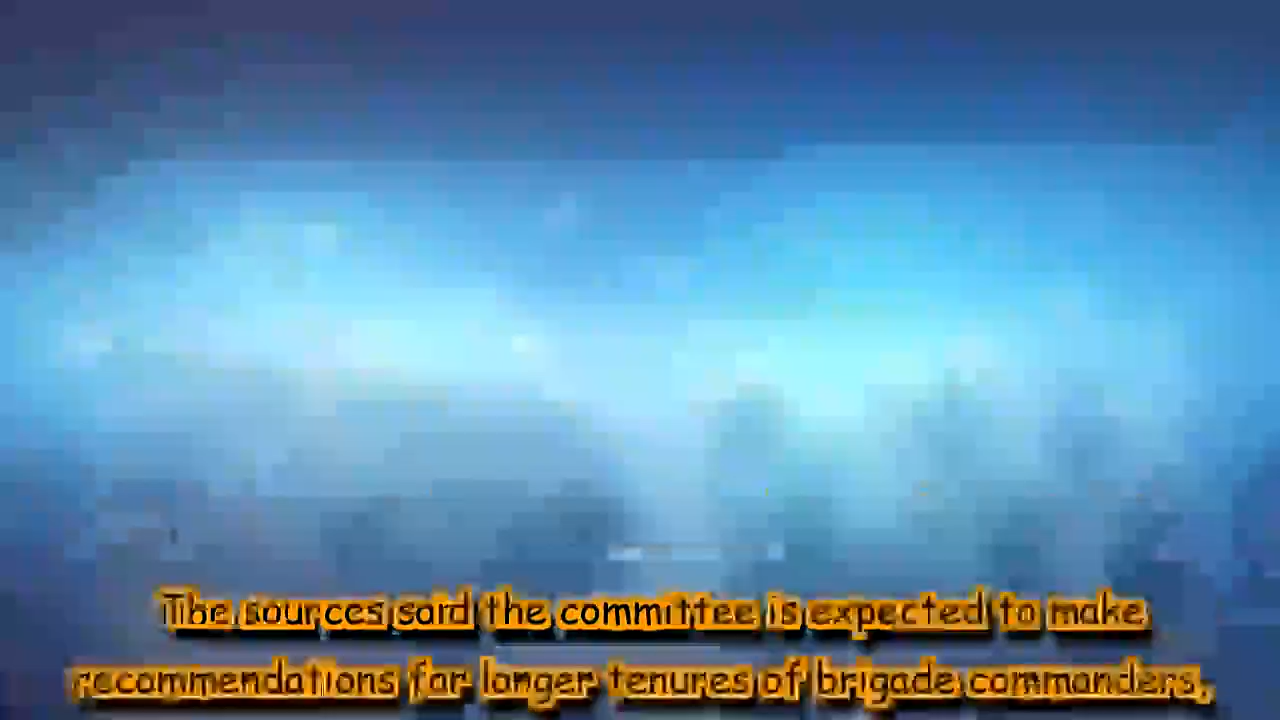 The sources said the committee is expected to make
recommendations for longer tenures of brigade commanders,